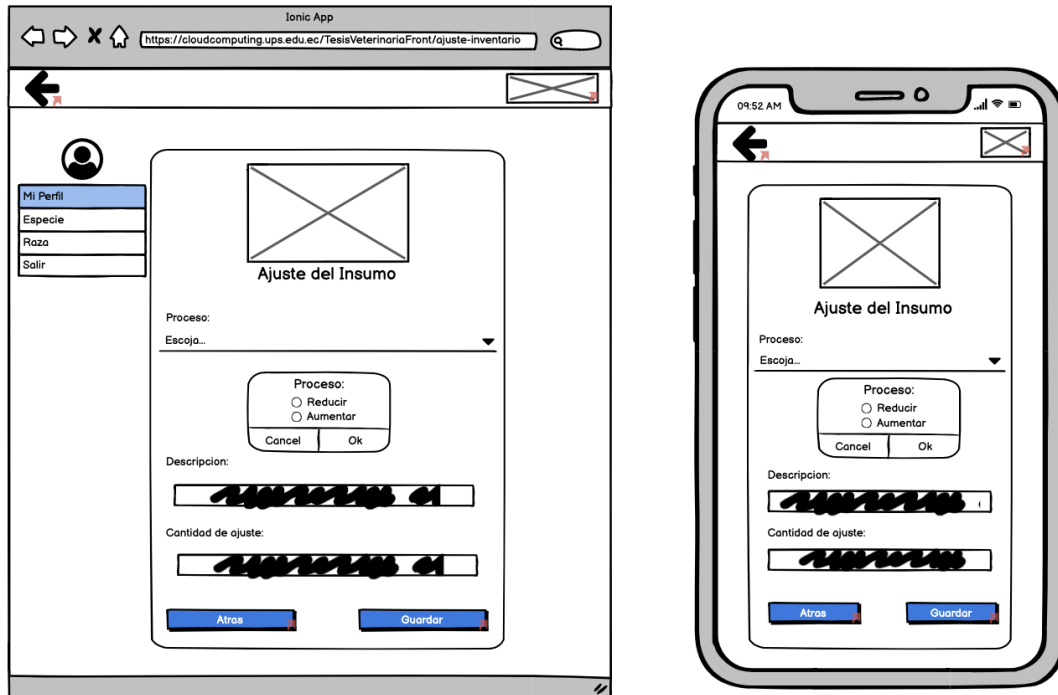 Ionic App
https://cloudcomputing.ups.edu.ec/TesisVeterinariaFront/ajuste-inventario
Mi Perfil
Especie
Raza
Salir
Ajuste del Insumo
Proceso:
Escoja...
Proceso:
Reducir
Aumentar
Cancel
Ok
Descripcion:
Cantidad de ajuste:
Atras
Guardar
09:52 AM
Ajuste del Insumo
Proceso:
Escoja...
Proceso:
Reducir
Aumentar
Cancel
Ok
Descripcion:
Cantidad de ajuste:
Atras
Guardar